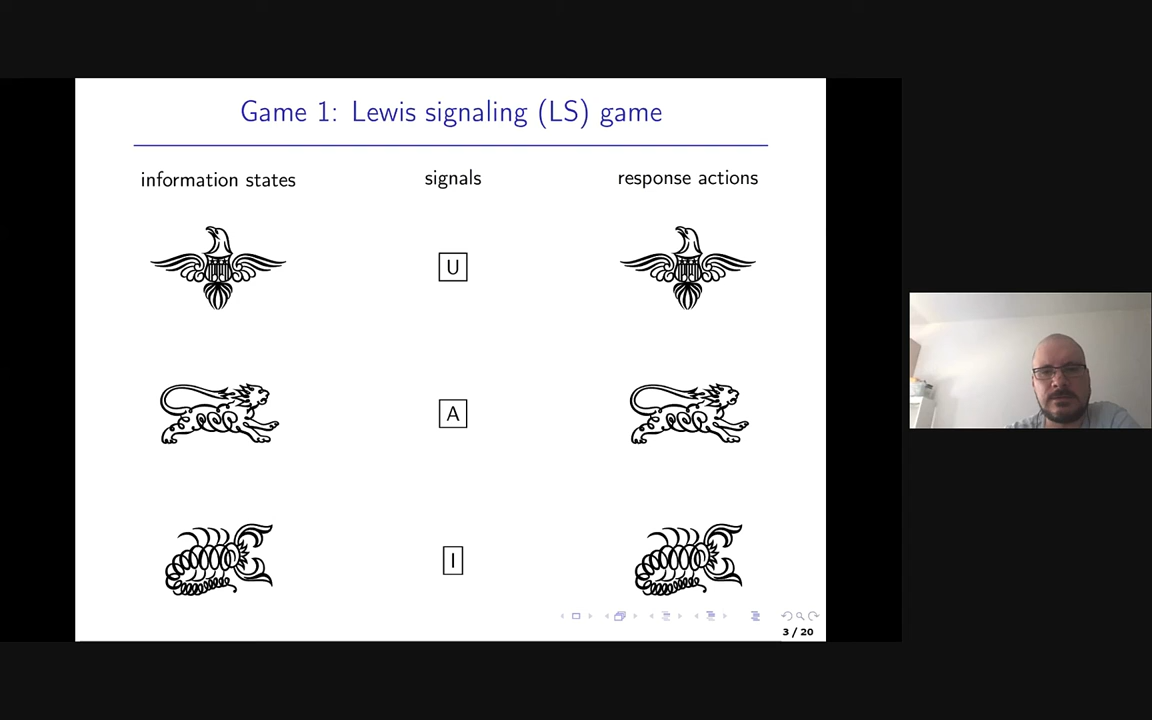 Game 1: Lewis signaling (LS) game
information states signals response actions
U
A
I
3 / 20